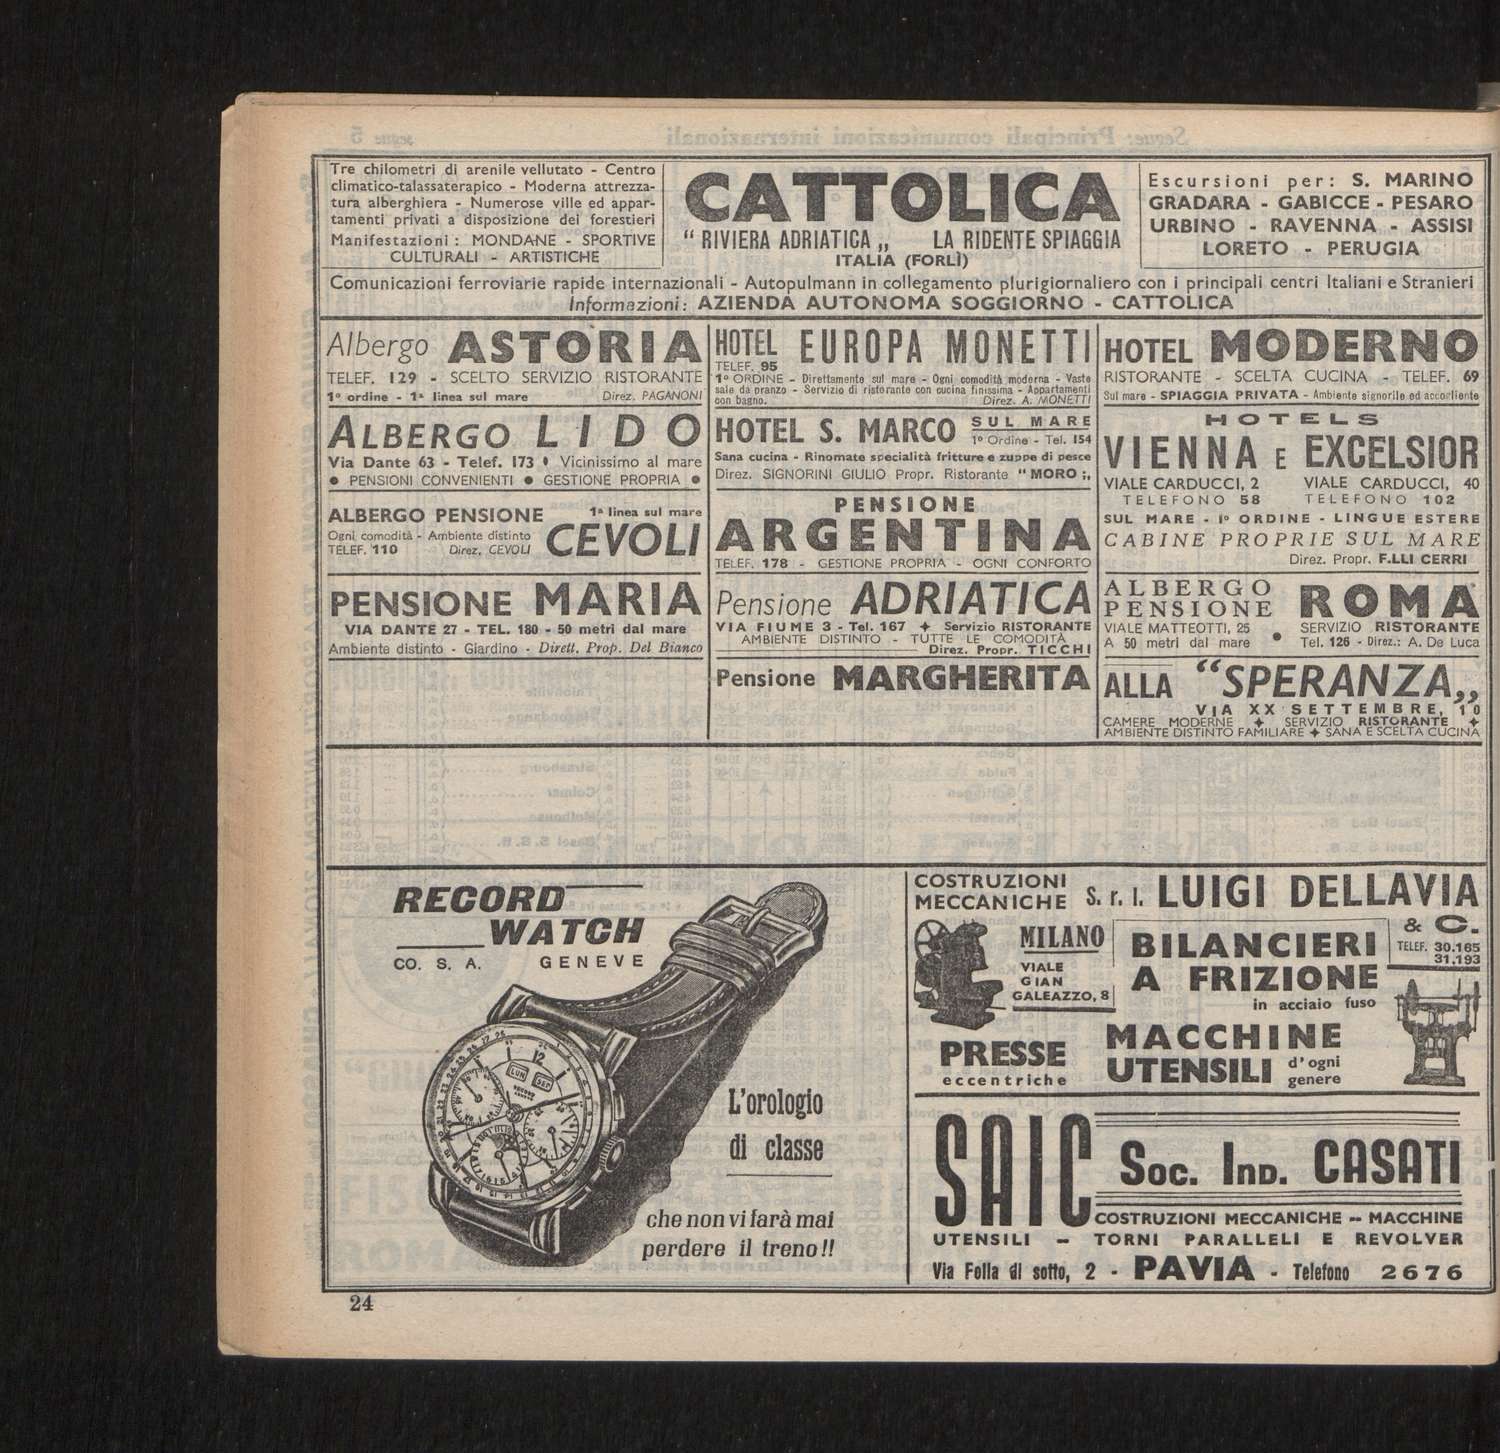 Tre chilometri di arenile vellutato - Centro
climatico-talassaterapico - Moderna attrezza-
tura alberghiera - Numerose ville ed appar-
tamenti privati a disposizione dei forestieri
Manifestazioni: MONDANE - SPORTIVE
CULTURALI - ARTISTICHE
CATTOLICA
“ RIVIERA ADRIATICA „ LA RIDENTE SPIAGGIA
ITALIA (FORLÌ)
Escursioni per: S. MARINO
GRADARA - GABICCE - PESARO
URBINO - RAVENNA - ASSISI
LORETO - PERUGIA
Comunicazioni ferroviarie rapide internazionali - Autopulmann in collegamento plurigiornaliero con i principali centri Italiani e Stranieri
Informazioni: AZIENDA AUTONOMA SOGGIORNO - CATTOLICA
Albergo ASTORIA
TELEF. 129 - SCELTO SERVIZIO RISTORANTE
1º ordine - 1ª linea sul mare Direz. PAGANONI
ALBERGO LIDO
Via Dante 63 - Telef. 173 • Vicinissimo al mare
• PENSIONI CONVENIENTI • GESTIONE PROPRIA •
ALBERGO PENSIONE 1ª linea sul mare
Ogni comodità - Ambiente distinto
TELEF. 110 Direz. CEVOLI
CEVOLI
PENSIONE MARIA
VIA DANTE 27 - TEL. 180 - 50 metri dal mare
Ambiente distinto - Giardino - Dirett. Prop. Del Bianco
HOTEL EUROPA MONETTI
TELEF. 95
1º ORDINE - Direttamente sul mare - Ogni comodità moderna - Vaste
sale da pranzo - Servizio di ristorante con cucina finissima - Appartamenti
con bagno. Direz. A. MONETTI
HOTEL S. MARCO SUL MARE
1º Ordine - Tel. 154
Sana cucina - Rinomate specialità fritture e zuppe di pesce
Direz. SIGNORINI GIULIO Propr. Ristorante “ MORO ;,
PENSIONE
ARGENTINA
TELEF. 178 - GESTIONE PROPRIA - OGNI CONFORTO
Pensione ADRIATICA
VIA FIUME 3 - Tel. 167 ✦ Servizio RISTORANTE
AMBIENTE DISTINTO - TUTTE LE COMODITÀ
Direz. Propr. TICCHI
Pensione MARGHERITA
HOTEL MODERNO
RISTORANTE - SCELTA CUCINA - TELEF. 69
Sul mare - SPIAGGIA PRIVATA - Ambiente signorile ed accogliente
HOTELS
VIENNA E EXCELSIOR
VIALE CARDUCCI, 2 VIALE CARDUCCI, 40
TELEFONO 58 TELEFONO 102
SUL MARE - Iº ORDINE - LINGUE ESTERE
CABINE PROPRIE SUL MARE
Direz. Propr. F.LLI CERRI
ALBERGO
PENSIONE ROMA
VIALE MATTEOTTI, 25 SERVIZIO RISTORANTE
A 50 metri dal mare • Tel. 126 - Direz.: A. De Luca
ALLA “SPERANZA„
VIA XX SETTEMBRE, 10
CAMERE MODERNE ✦ SERVIZIO RISTORANTE ✦
AMBIENTE DISTINTO FAMILIARE ✦ SANA E SCELTA CUCINA
RECORD
WATCH
CO. S. A. GENEVE
12
LUN SEP
L'orologio
di classe
che non vi farà mai
perdere il treno!!
COSTRUZIONI
MECCANICHE S. r. l. LUIGI DELLAVIA
& C.
TELEF. 30.165
31.193
MILANO
VIALE
GIAN
GALEAZZO, 8
BILANCIERI
A FRIZIONE
in acciaio fuso
PRESSE
eccentriche
MACCHINE
UTENSILI d'ogni
genere
SAIC Soc. IND. CASATI
COSTRUZIONI MECCANICHE -- MACCHINE
UTENSILI - TORNI PARALLELI E REVOLVER
Via Folla di sotto, 2 - PAVIA - Telefono 2676
24